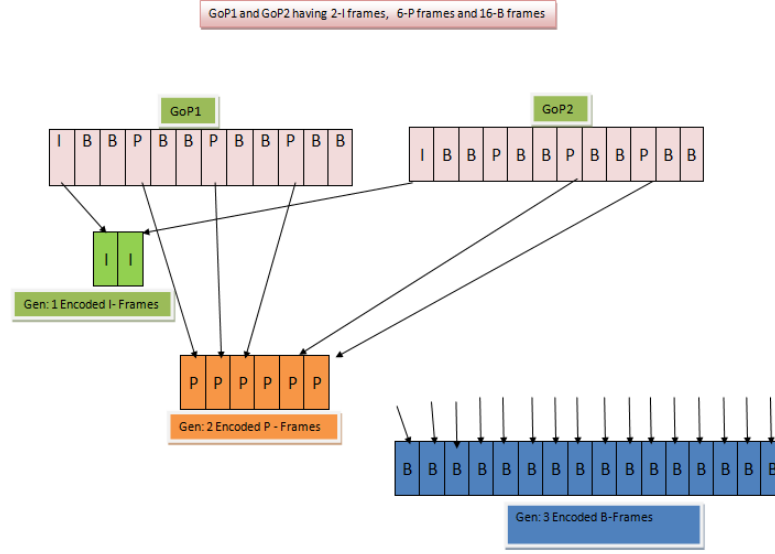 GoP1 and GoP2 having 2-I frames, 6-P frames and 16-B frames
GoP1
GoP2
I B B P B B P B B P B B
I B B P B B P B B P B B
I I
Gen: 1 Encoded I- Frames
P P P P P P
Gen: 2 Encoded P - Frames
B B B B B B B B B B B B B B B B
Gen: 3 Encoded B-Frames